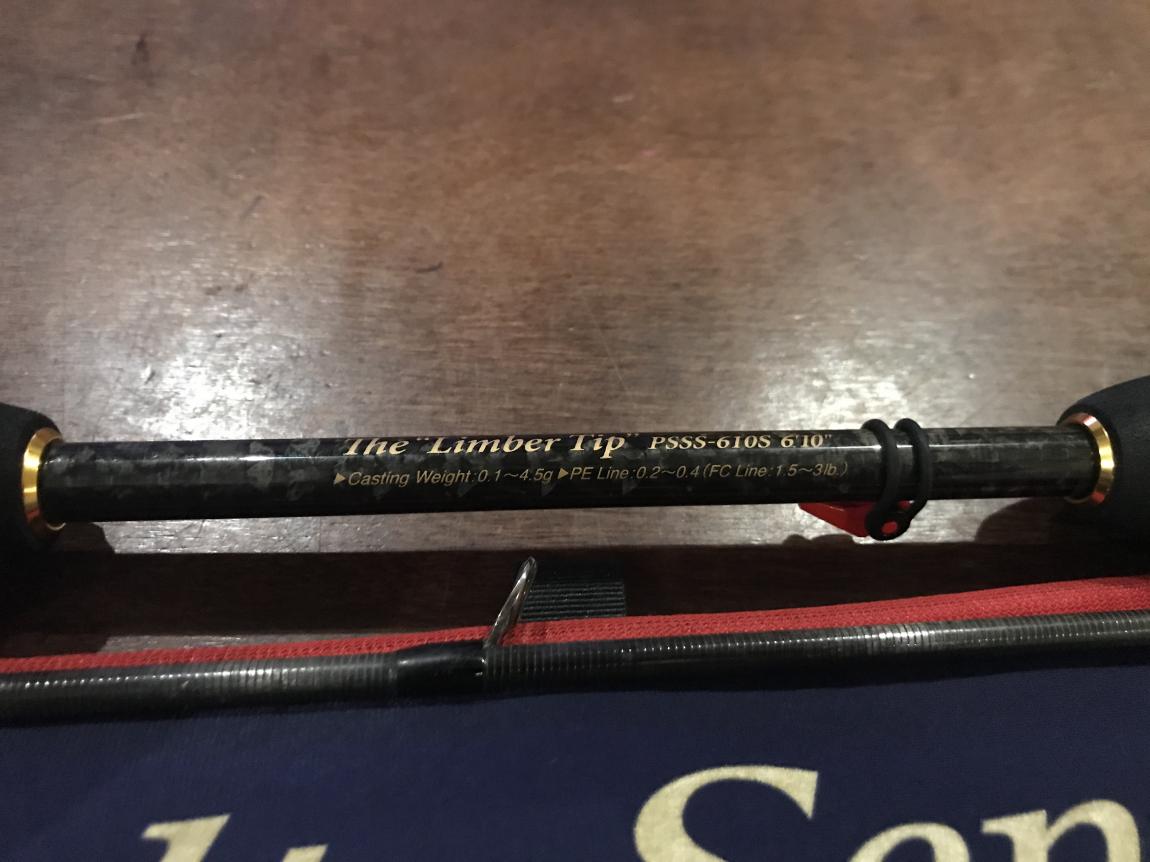 The "Limber Tip" PSSS-610S 6'10"
▶Casting Weight:0.1~4.5g ▶PE Line:0.2~0.4(FC Line:1.5~3lb.)